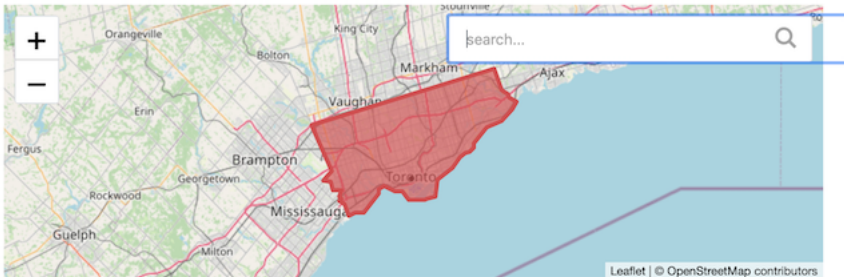 Stouffville
Orangeville
King City
search...
Bolton
Markham
Ajax
Vaughan
Erin
Fergus
Brampton
Georgetown
Toronto
Rockwood
Mississauga
Guelph
Milton
+
−
Leaflet | © OpenStreetMap contributors